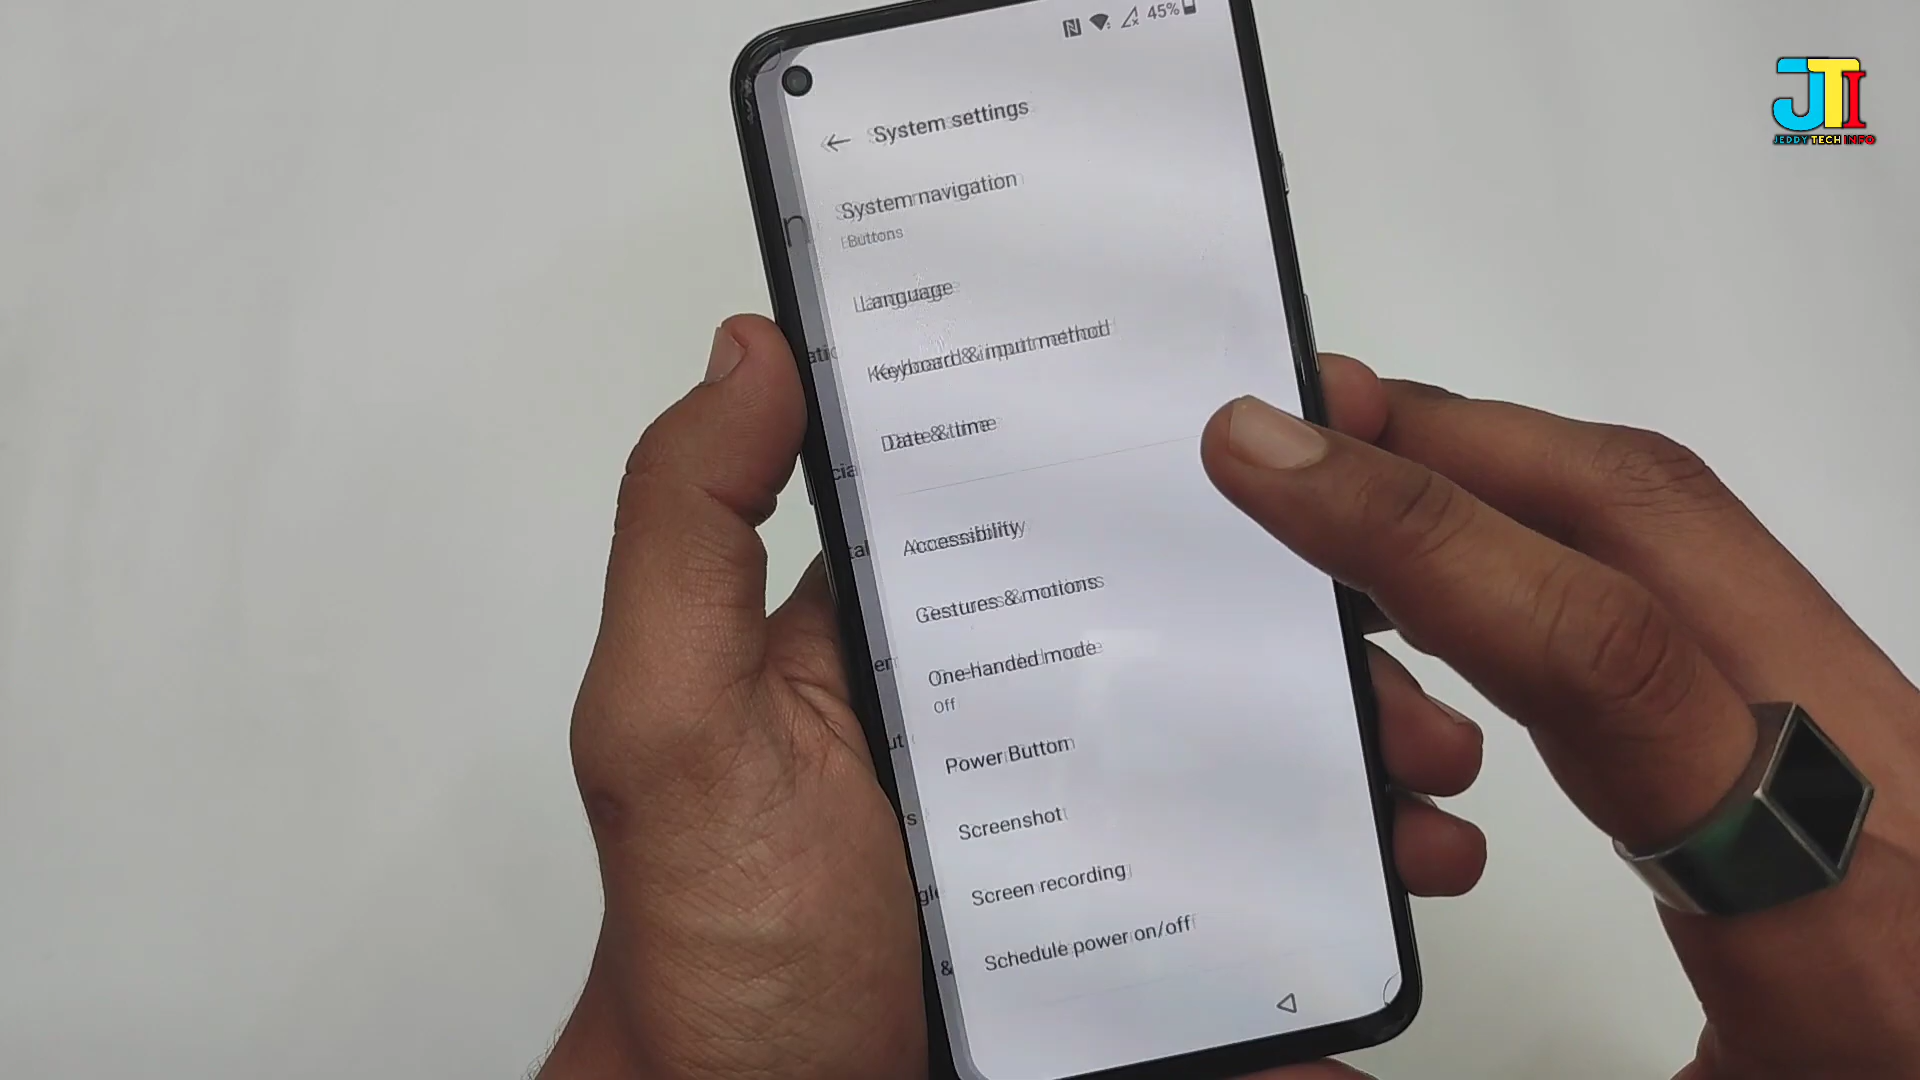 45%
JTI
JEDDY TECH INFO
System settings
System navigation
Buttons
Language
Keyboard & input method
Date & time
Accessibility
Gestures & motions
One-handed mode
Off
Power Button
Screenshot
Screen recording
Schedule power on/off